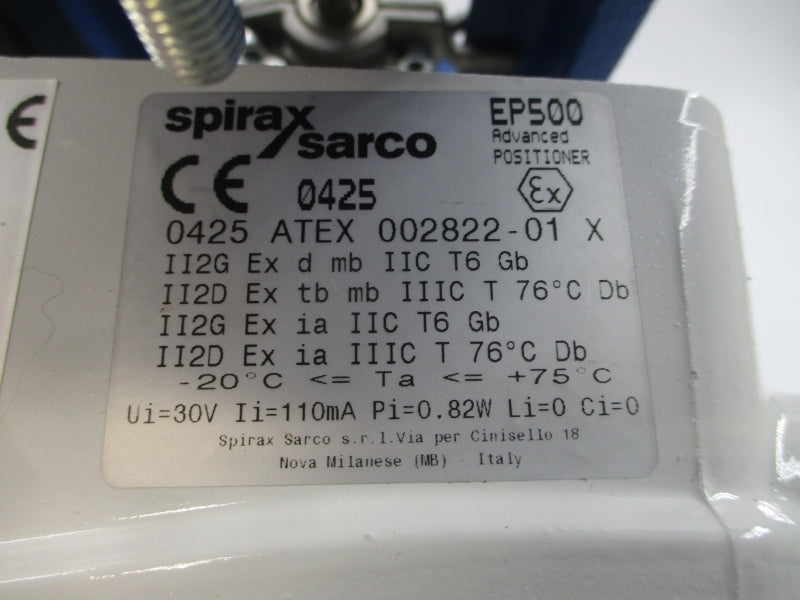 spirax sarco
EP500
Advanced
POSITIONER
CE 0425
Ex
0425 ATEX 002822-01 X
II2G Ex d mb IIC T6 Gb
II2D Ex tb mb IIIC T 76°C Db
II2G Ex ia IIC T6 Gb
II2D Ex ia IIIC T 76°C Db
-20°C <= Ta <= +75°C
Ui=30V Ii=110mA Pi=0.82W Li=0 Ci=0
Spirax Sarco s.r.l.Via per Cinisello 18
Nova Milanese (MB) - Italy